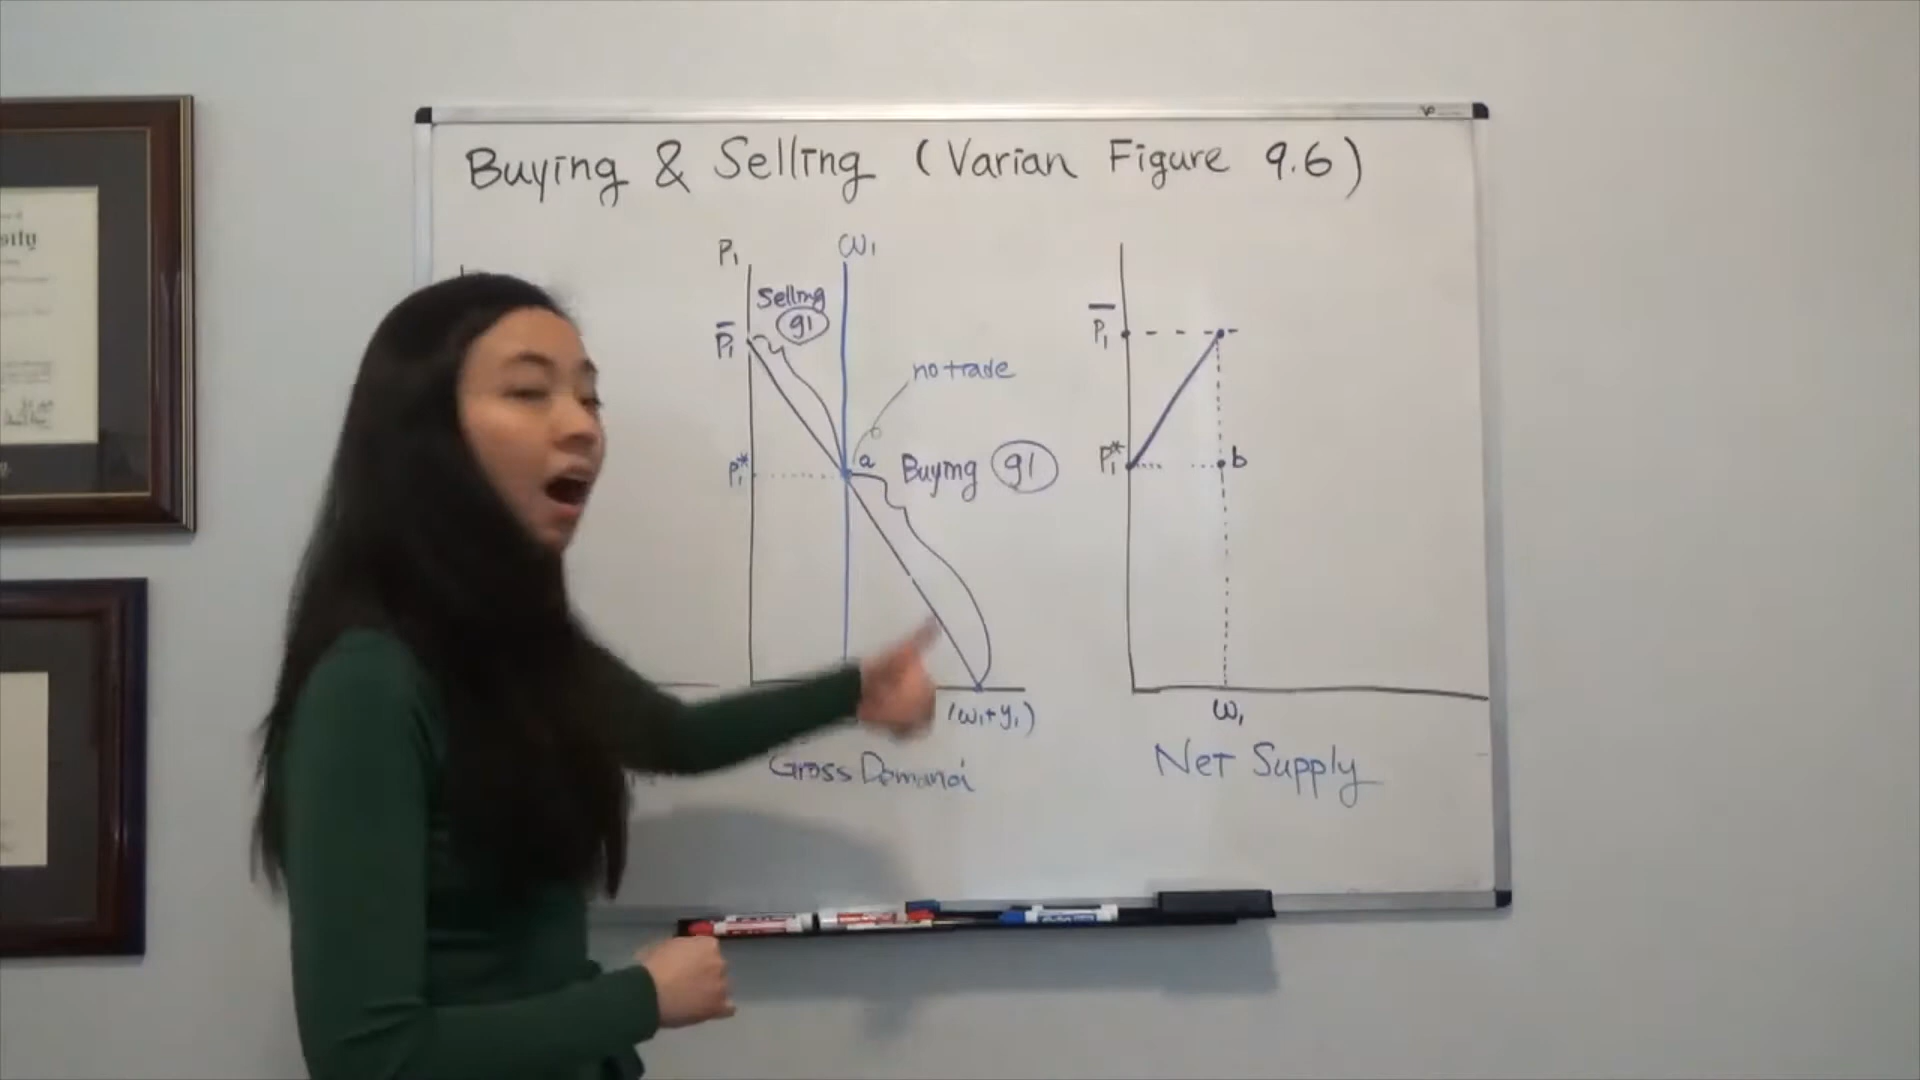 Buying & Selling (Varian Figure 9.6)
P₁
ω₁
Selling
g1
P̅₁
no trade
P₁*
a
Buying g1
(ω₁+y₁)
Gross Demand
P̅₁
P₁*
b
ω₁
Net Supply
sity